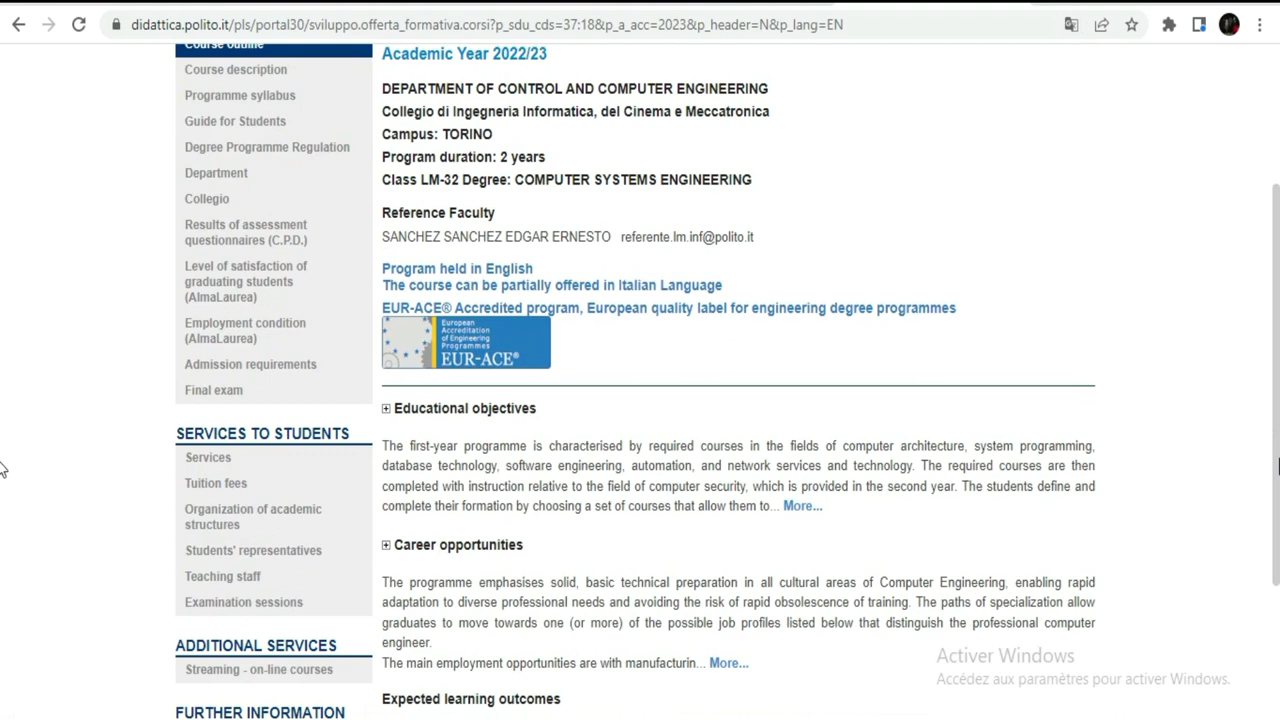 didattica.polito.it/pls/portal30/sviluppo.offerta_formativa.corsi?p_sdu_cds=37:18&p_a_acc=2023&p_header=N&p_lang=EN
Course outline
Course description
Programme syllabus
Guide for Students
Degree Programme Regulation
Department
Collegio
Results of assessment
questionnaires (C.P.D.)
Level of satisfaction of
graduating students
(AlmaLaurea)
Employment condition
(AlmaLaurea)
Admission requirements
Final exam
SERVICES TO STUDENTS
Services
Tuition fees
Organization of academic
structures
Students' representatives
Teaching staff
Examination sessions
ADDITIONAL SERVICES
Streaming - on-line courses
FURTHER INFORMATION
Academic Year 2022/23
DEPARTMENT OF CONTROL AND COMPUTER ENGINEERING
Collegio di Ingegneria Informatica, del Cinema e Meccatronica
Campus: TORINO
Program duration: 2 years
Class LM-32 Degree: COMPUTER SYSTEMS ENGINEERING
Reference Faculty
SANCHEZ SANCHEZ EDGAR ERNESTO referente.lm.inf@polito.it
Program held in English
The course can be partially offered in Italian Language
EUR-ACE® Accredited program, European quality label for engineering degree programmes
European
Accreditation
of Engineering
Programmes
EUR-ACE®
Educational objectives
The first-year programme is characterised by required courses in the fields of computer architecture, system programming,
database technology, software engineering, automation, and network services and technology. The required courses are then
completed with instruction relative to the field of computer security, which is provided in the second year. The students define and
complete their formation by choosing a set of courses that allow them to... More...
Career opportunities
The programme emphasises solid, basic technical preparation in all cultural areas of Computer Engineering, enabling rapid
adaptation to diverse professional needs and avoiding the risk of rapid obsolescence of training. The paths of specialization allow
graduates to move towards one (or more) of the possible job profiles listed below that distinguish the professional computer
engineer.
The main employment opportunities are with manufacturin... More...
Expected learning outcomes
Activer Windows
Accédez aux paramètres pour activer Windows.